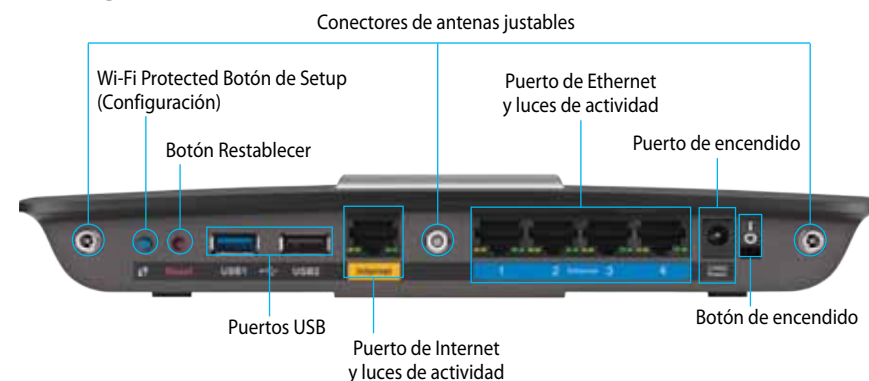 Conectores de antenas justables
Wi-Fi Protected Botón de Setup
(Configuración)
Puerto de Ethernet
y luces de actividad
Botón Restablecer
Puerto de encendido
Reset
USB1
USB2
Internet
1
2
Ethernet
3
4
Puertos USB
Botón de encendido
Puerto de Internet
y luces de actividad